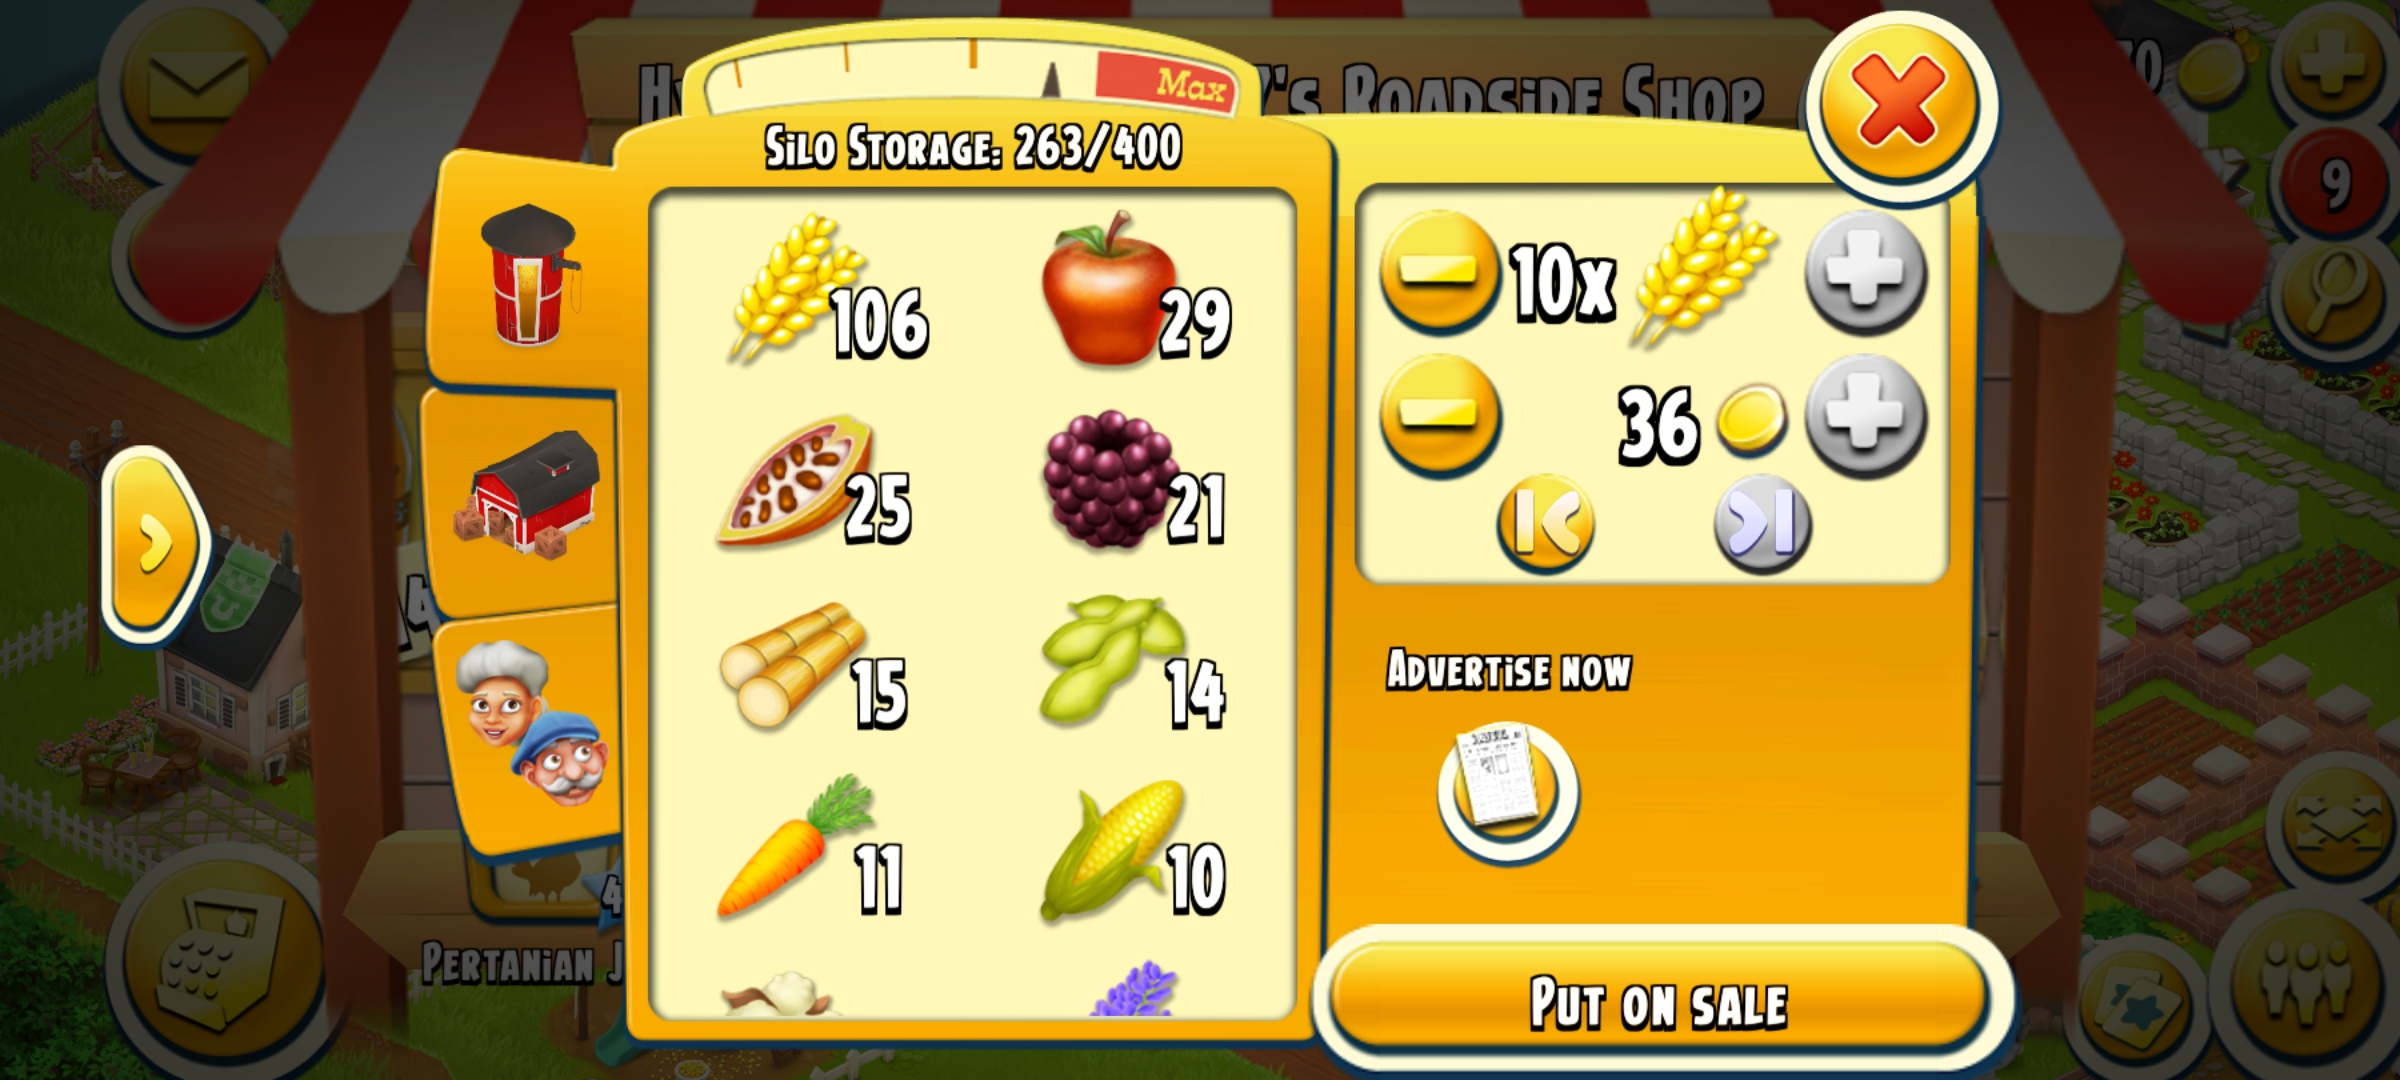 's Roadside Shop
Max
Silo Storage: 263/400
9
106
29
10x
36
25
21
15
14
11
10
Advertise now
Pertanian J
Put on sale